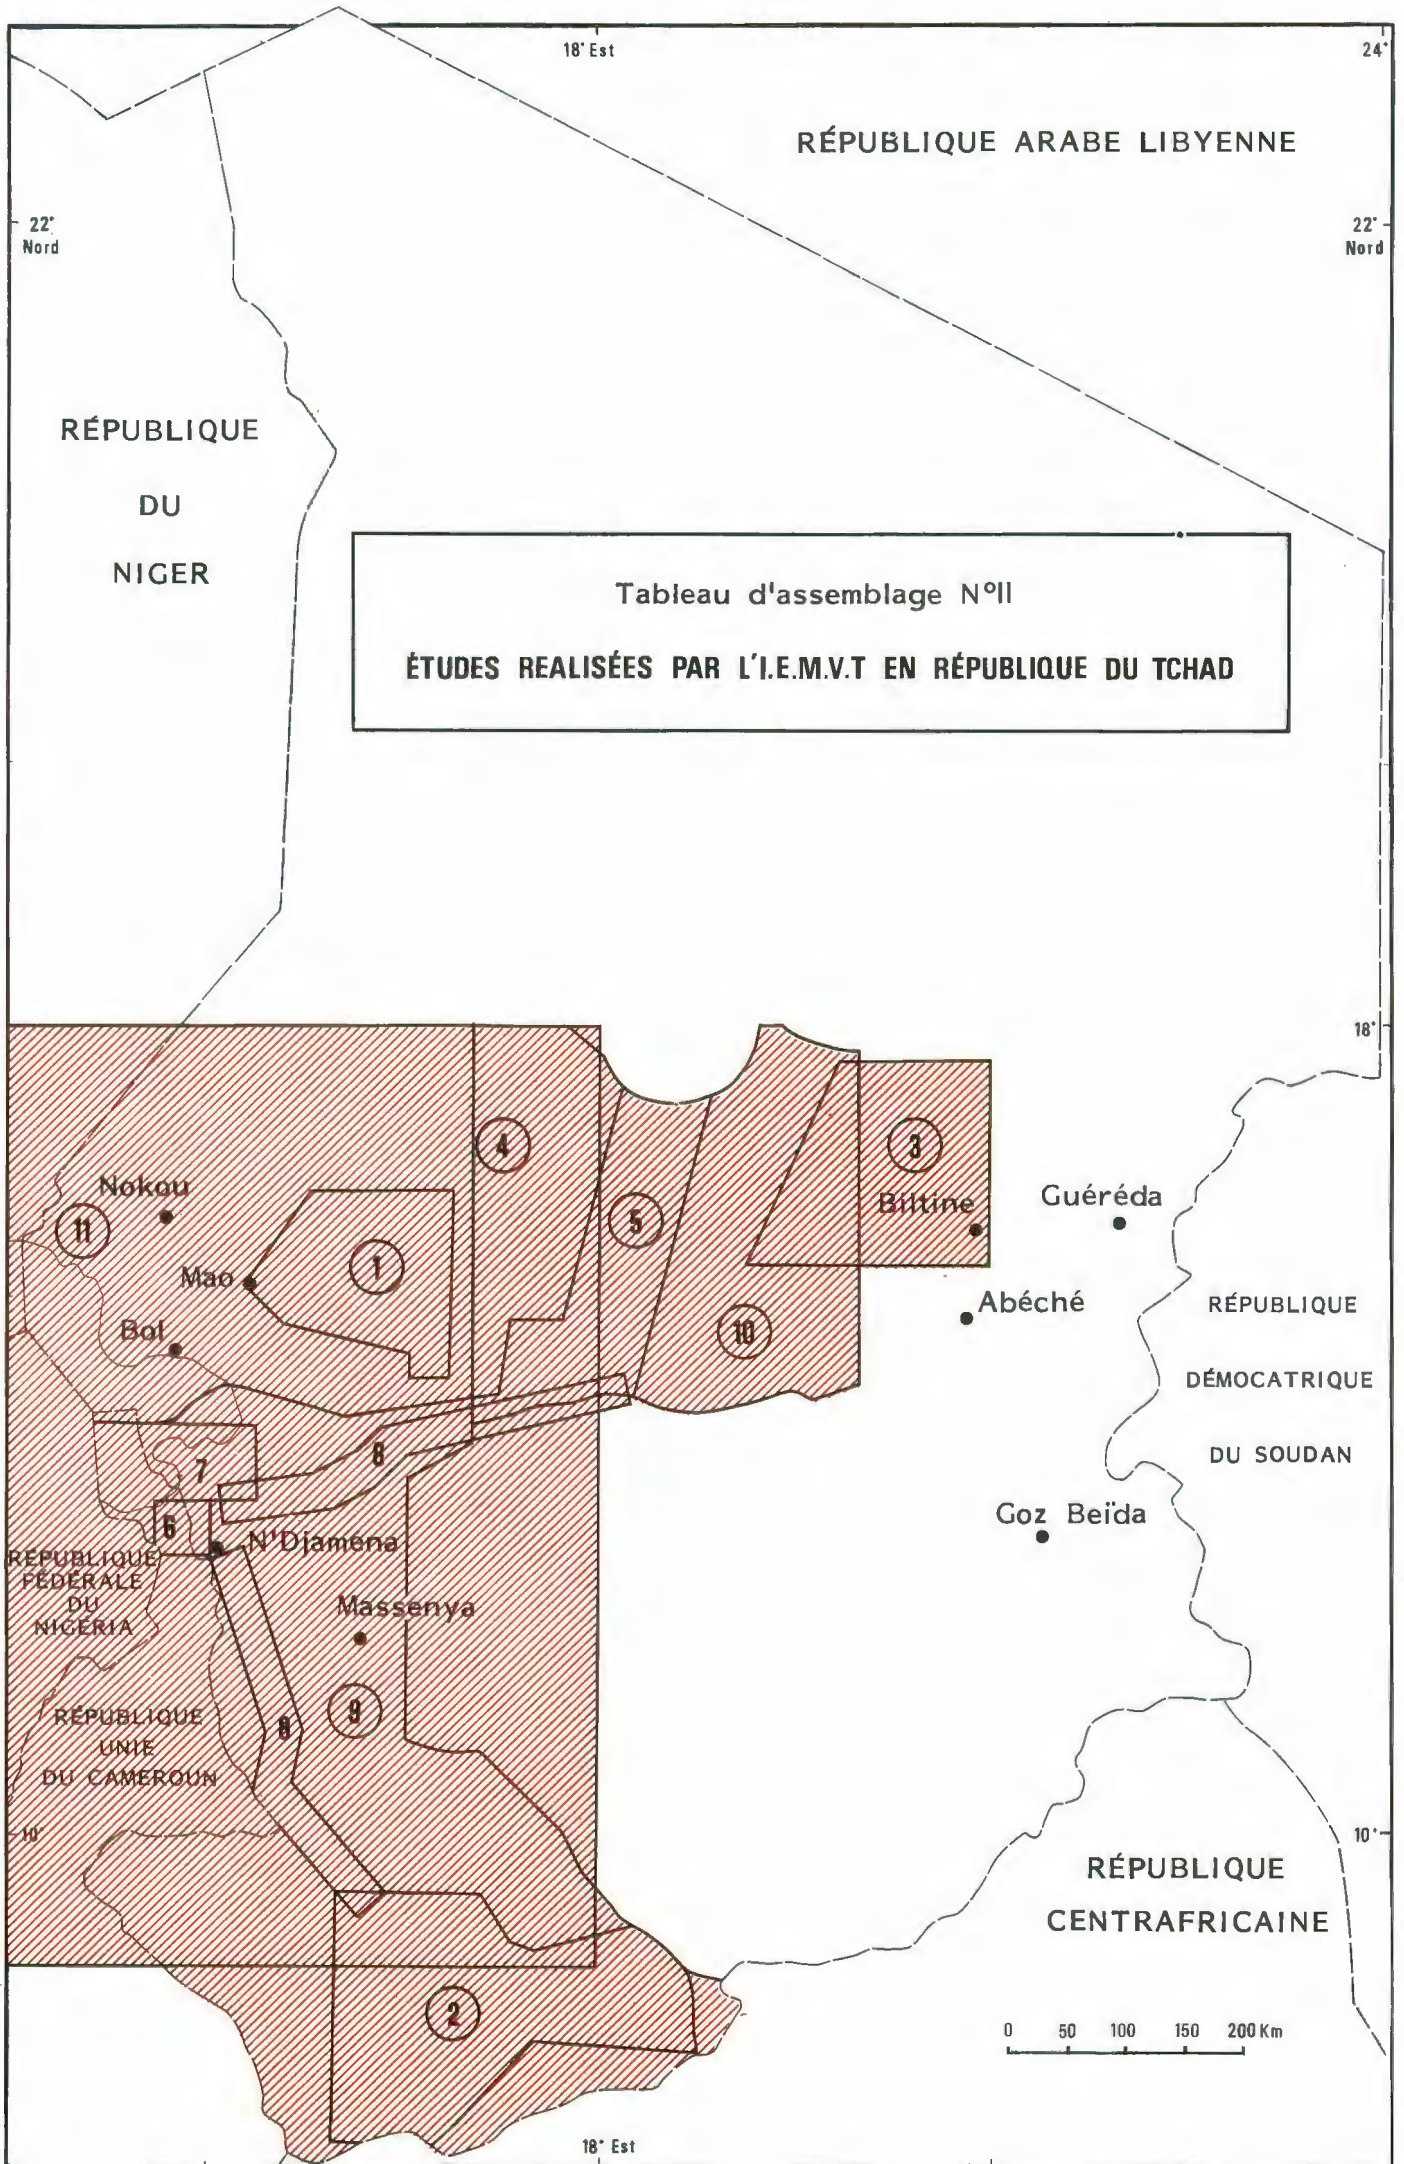 18° Est
24°
RÉPUBLIQUE ARABE LIBYENNE
22°
Nord
22°
Nord
RÉPUBLIQUE
DU
NIGER
Tableau d'assemblage N°II
ÉTUDES REALISÉES PAR L'I.E.M.V.T EN RÉPUBLIQUE DU TCHAD
18°
4
3
Nokou
Biltine
Guéréda
11
5
1
Mao
Abéché
RÉPUBLIQUE
DÉMOCATRIQUE
DU SOUDAN
Bol
10
8
7
6
N'Djaména
Goz Beïda
RÉPUBLIQUE
FÉDÉRALE
DU
NIGÉRIA
Massenya
9
8
RÉPUBLIQUE
UNIE
DU CAMEROUN
10°
10°
RÉPUBLIQUE
CENTRAFRICAINE
2
0 50 100 150 200 Km
18° Est